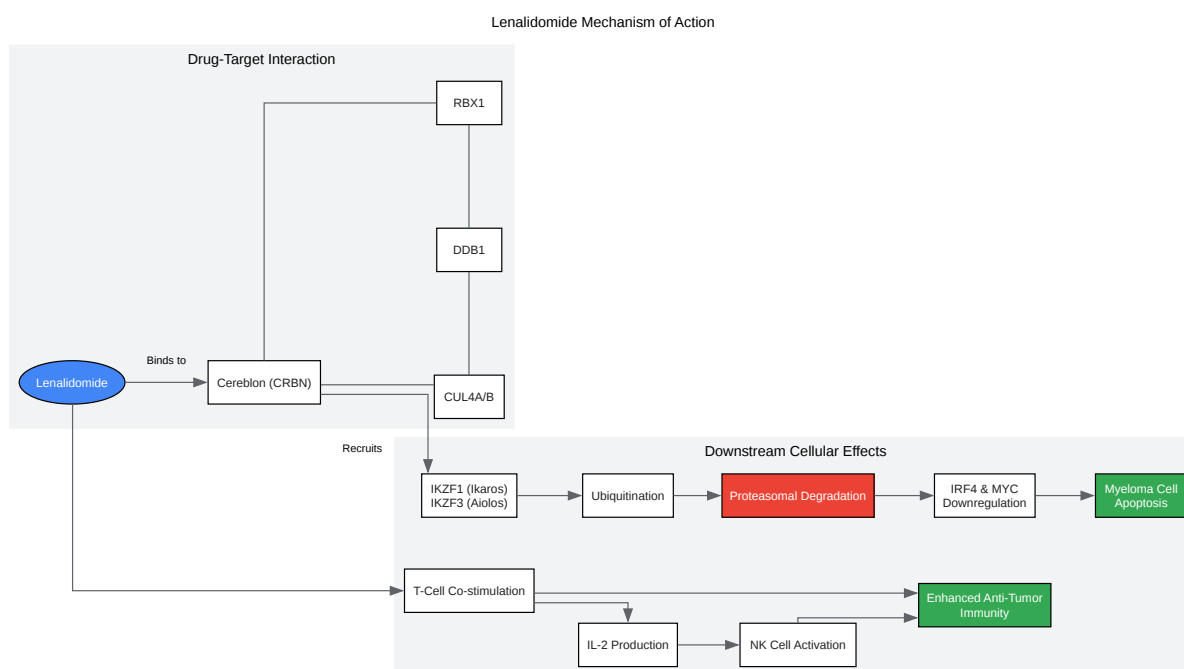 Lenalidomide Mechanism of Action
Drug-Target Interaction
RBX1
DDB1
Binds to
Lenalidomide
Cereblon (CRBN)
CUL4A/B
Recruits
Downstream Cellular Effects
IKZF1 (Ikaros)
IKZF3 (Aiolos)
Ubiquitination
Proteasomal Degradation
IRF4 & MYC
Downregulation
Myeloma Cell
Apoptosis
T-Cell Co-stimulation
Enhanced Anti-Tumor
Immunity
IL-2 Production
NK Cell Activation